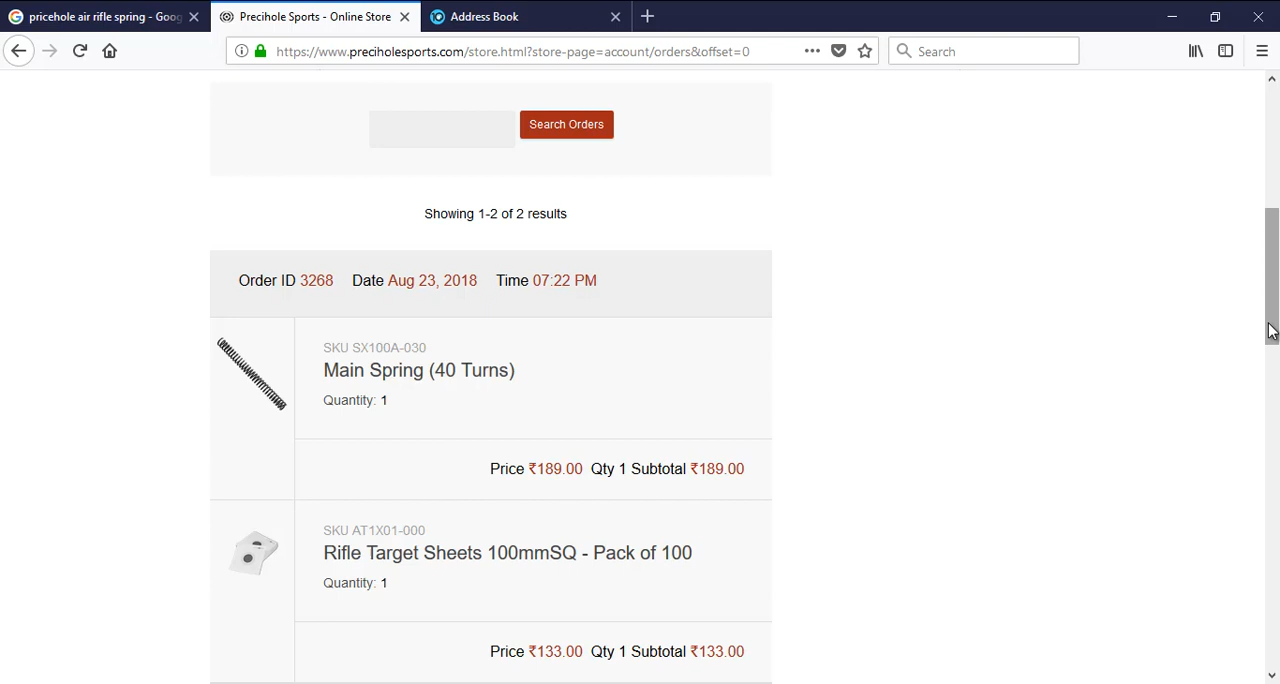 pricehole air rifle spring - Goog
Precihole Sports - Online Store
Address Book
https://www.preciholesports.com/store.html?store-page=account/orders&offset=0
Search
Search Orders
Showing 1-2 of 2 results
Order ID 3268 Date Aug 23, 2018 Time 07:22 PM
SKU SX100A-030
Main Spring (40 Turns)
Quantity: 1
Price ₹189.00 Qty 1 Subtotal ₹189.00
SKU AT1X01-000
Rifle Target Sheets 100mmSQ - Pack of 100
Quantity: 1
Price ₹133.00 Qty 1 Subtotal ₹133.00